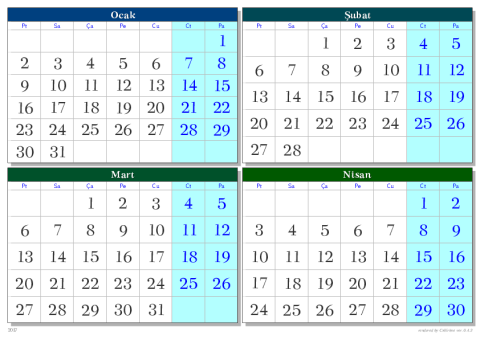 Ocak
Pt Sa Ça Pe Cu Ct Pa
1
2 3 4 5 6 7 8
9 10 11 12 13 14 15
16 17 18 19 20 21 22
23 24 25 26 27 28 29
30 31
Şubat
Pt Sa Ça Pe Cu Ct Pa
1 2 3 4 5
6 7 8 9 10 11 12
13 14 15 16 17 18 19
20 21 22 23 24 25 26
27 28
Mart
Pt Sa Ça Pe Cu Ct Pa
1 2 3 4 5
6 7 8 9 10 11 12
13 14 15 16 17 18 19
20 21 22 23 24 25 26
27 28 29 30 31
Nisan
Pt Sa Ça Pe Cu Ct Pa
1 2
3 4 5 6 7 8 9
10 11 12 13 14 15 16
17 18 19 20 21 22 23
24 25 26 27 28 29 30
2017